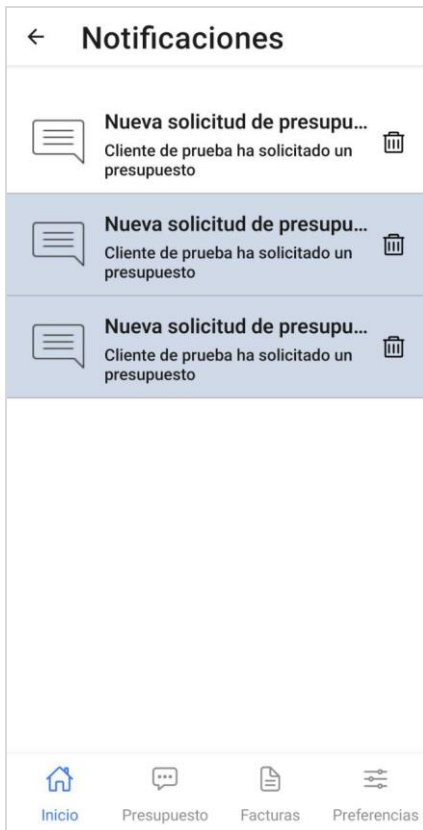 Notificaciones
Nueva solicitud de presupu...
Cliente de prueba ha solicitado un
presupuesto
Nueva solicitud de presupu...
Cliente de prueba ha solicitado un
presupuesto
Nueva solicitud de presupu...
Cliente de prueba ha solicitado un
presupuesto
Inicio Presupuesto Facturas Preferencias